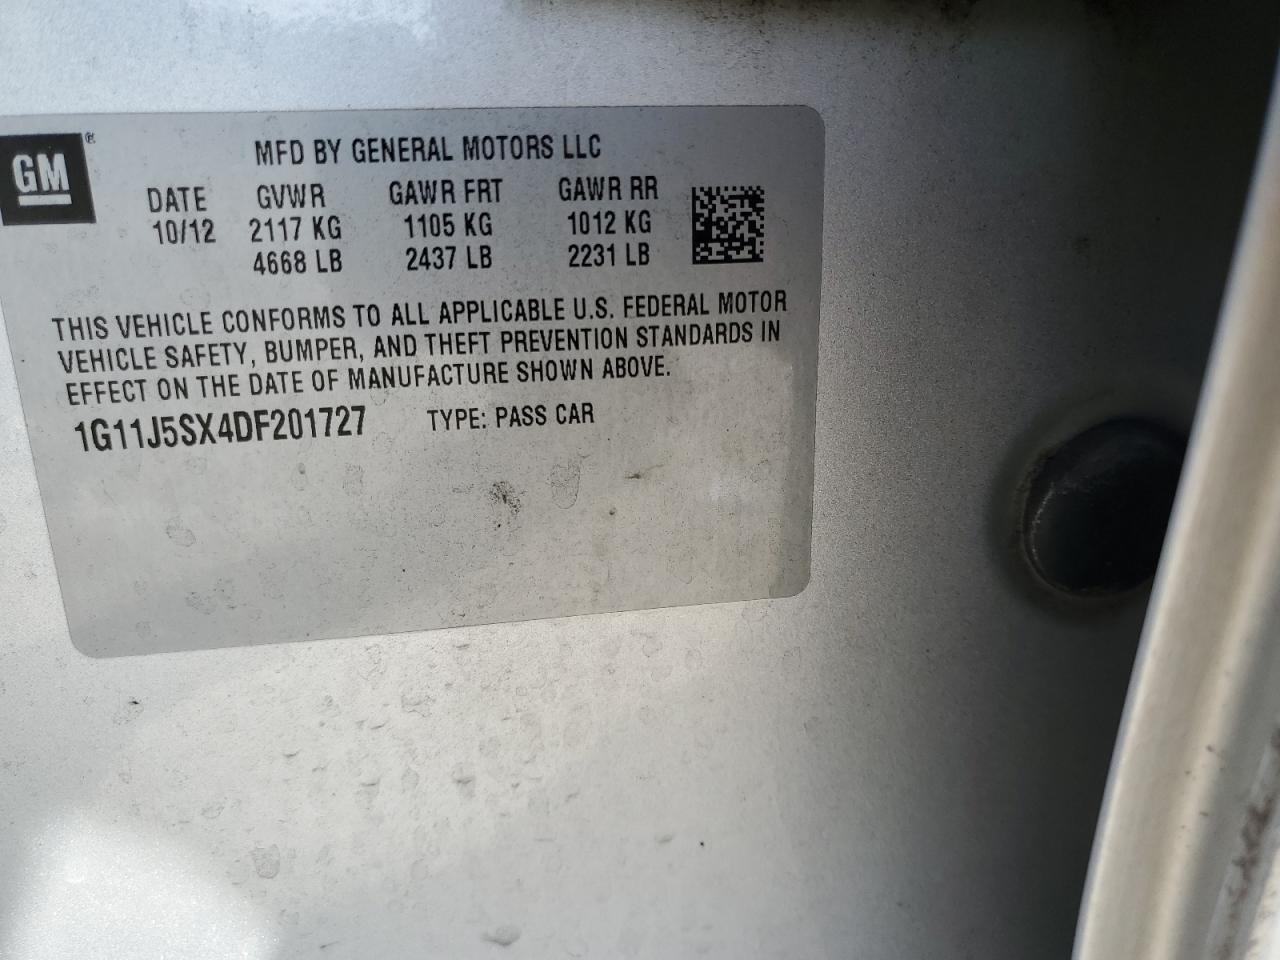 GM®
MFD BY GENERAL MOTORS LLC
DATE GVWR GAWR FRT GAWR RR
10/12 2117 KG 1105 KG 1012 KG
4668 LB 2437 LB 2231 LB
THIS VEHICLE CONFORMS TO ALL APPLICABLE U.S. FEDERAL MOTOR
VEHICLE SAFETY, BUMPER, AND THEFT PREVENTION STANDARDS IN
EFFECT ON THE DATE OF MANUFACTURE SHOWN ABOVE.
1G11J5SX4DF201727 TYPE: PASS CAR